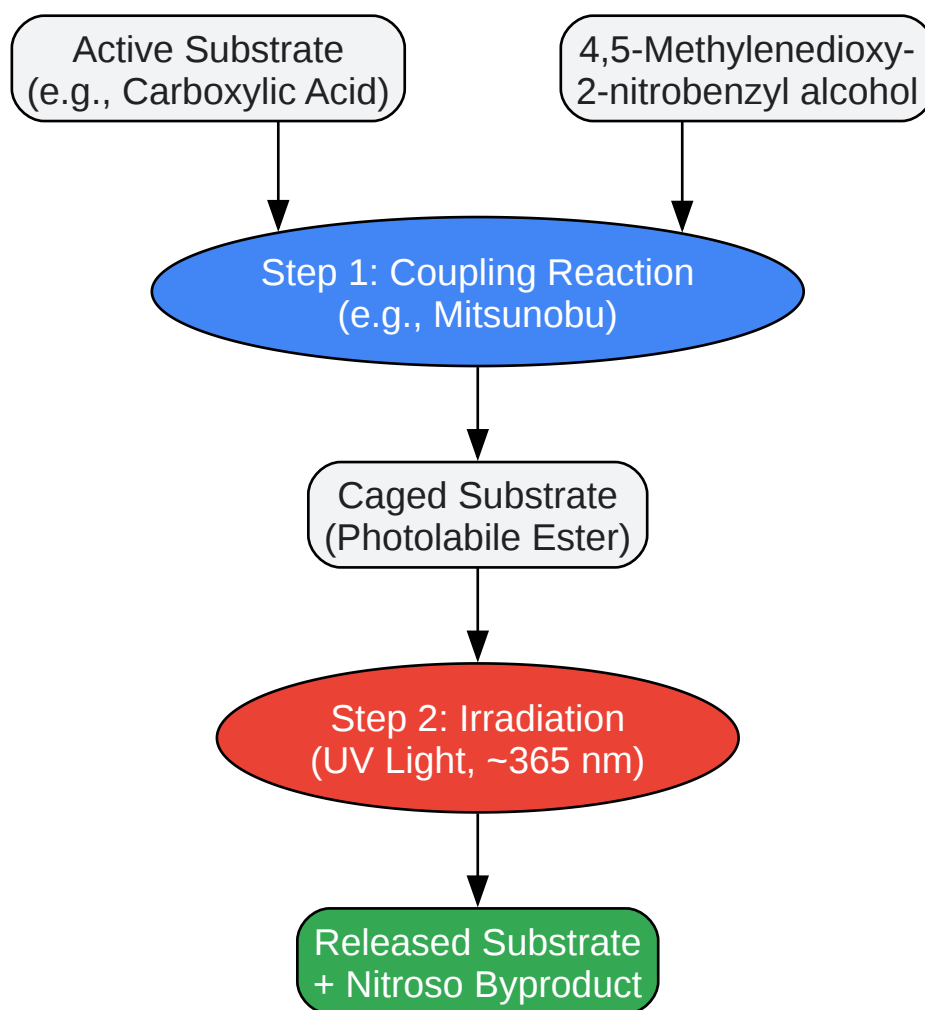 Active Substrate
(e.g., Carboxylic Acid)
4,5-Methylenedioxy-
2-nitrobenzyl alcohol
Step 1: Coupling Reaction
(e.g., Mitsunobu)
Caged Substrate
(Photolabile Ester)
Step 2: Irradiation
(UV Light, ~365 nm)
Released Substrate
+ Nitroso Byproduct